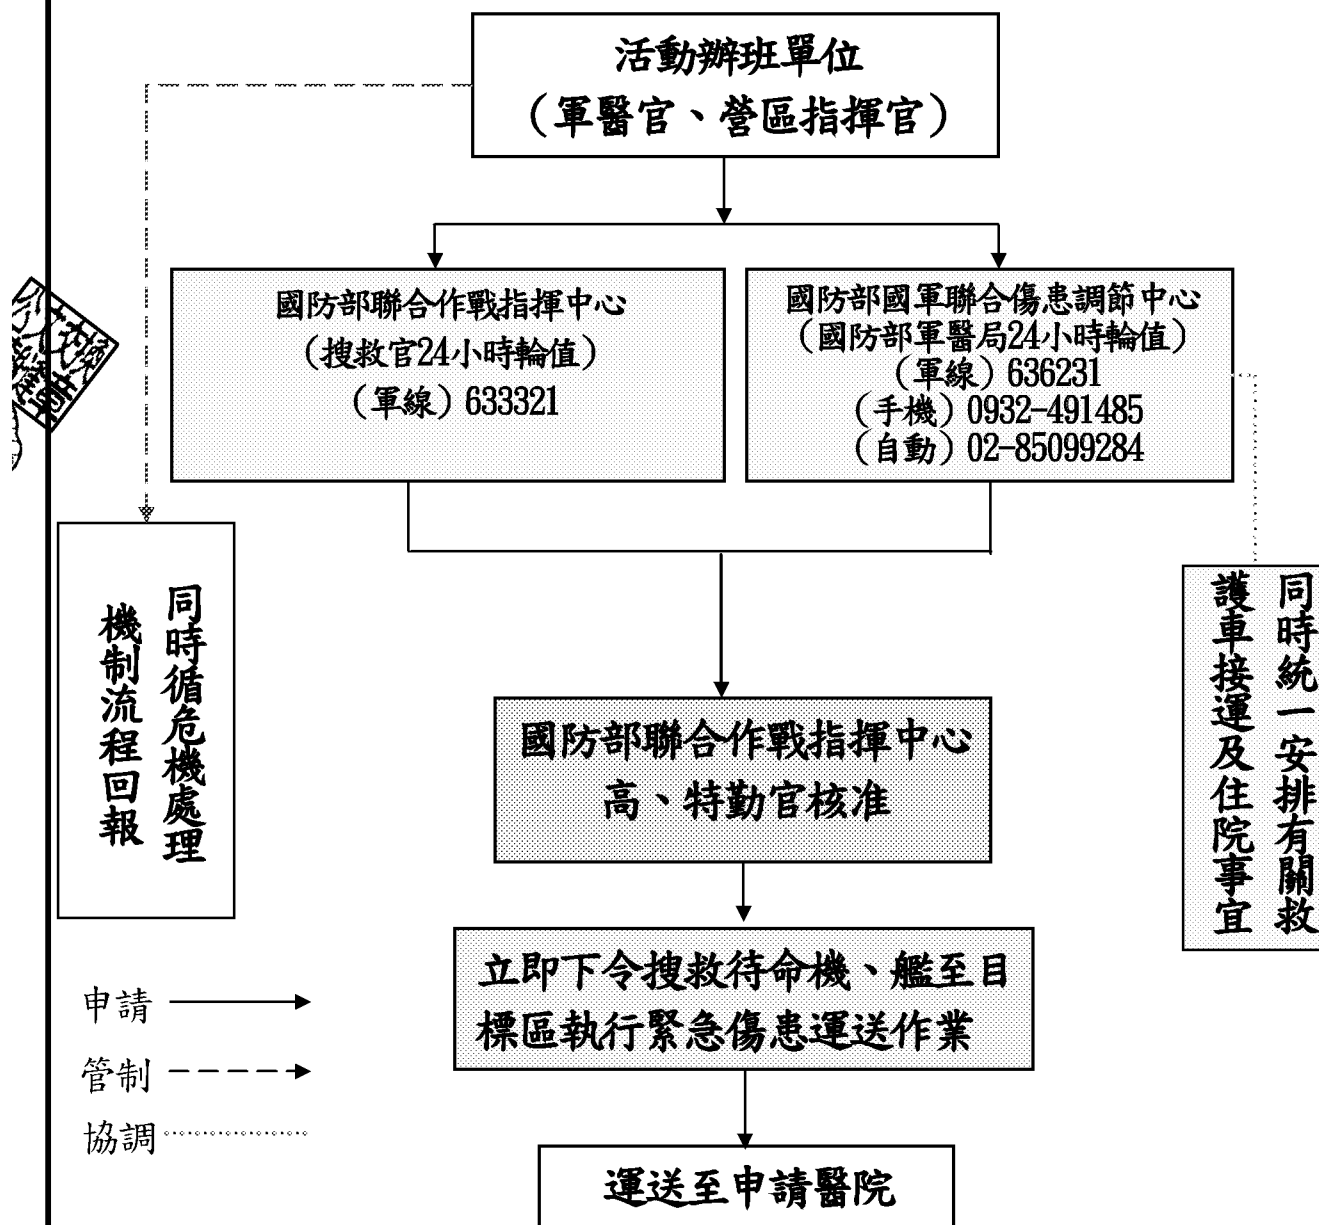 活動辦班單位
（軍醫官、營區指揮官）
國防部聯合作戰指揮中心
（搜救官24小時輪值）
（軍線）633321
國防部國軍聯合傷患調節中心
（國防部軍醫局24小時輪值）
（軍線）636231
（手機）0932-491485
（自動）02-85099284
同時循危機處理
機制流程回報
同時統一安排有關救
護車接運及住院事宜
國防部聯合作戰指揮中心
高、特勤官核准
立即下令搜救待命機、艦至目
標區執行緊急傷患運送作業
申請
管制
協調
運送至申請醫院